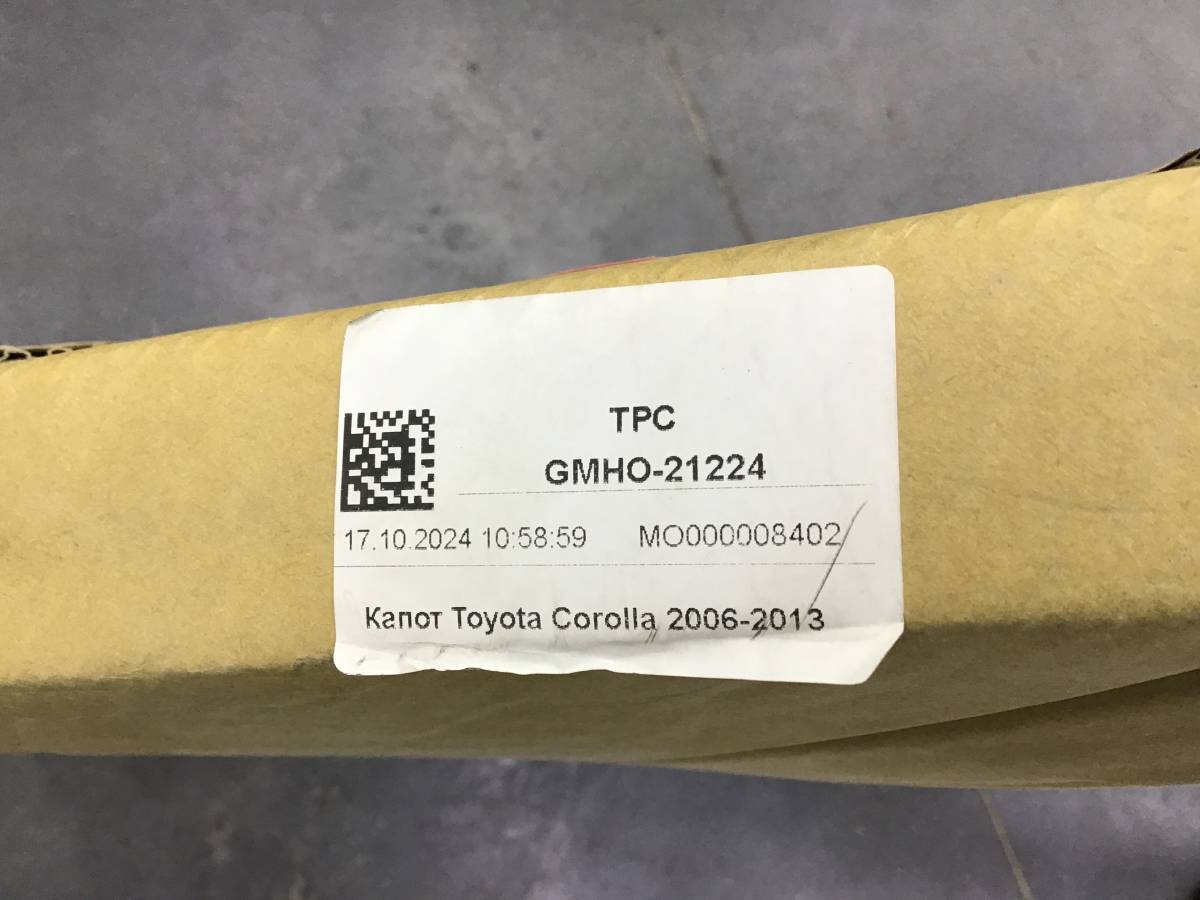 TPC
GMHO-21224
17.10.2024 10:58:59 MO000008402
Капот Toyota Corolla 2006-2013